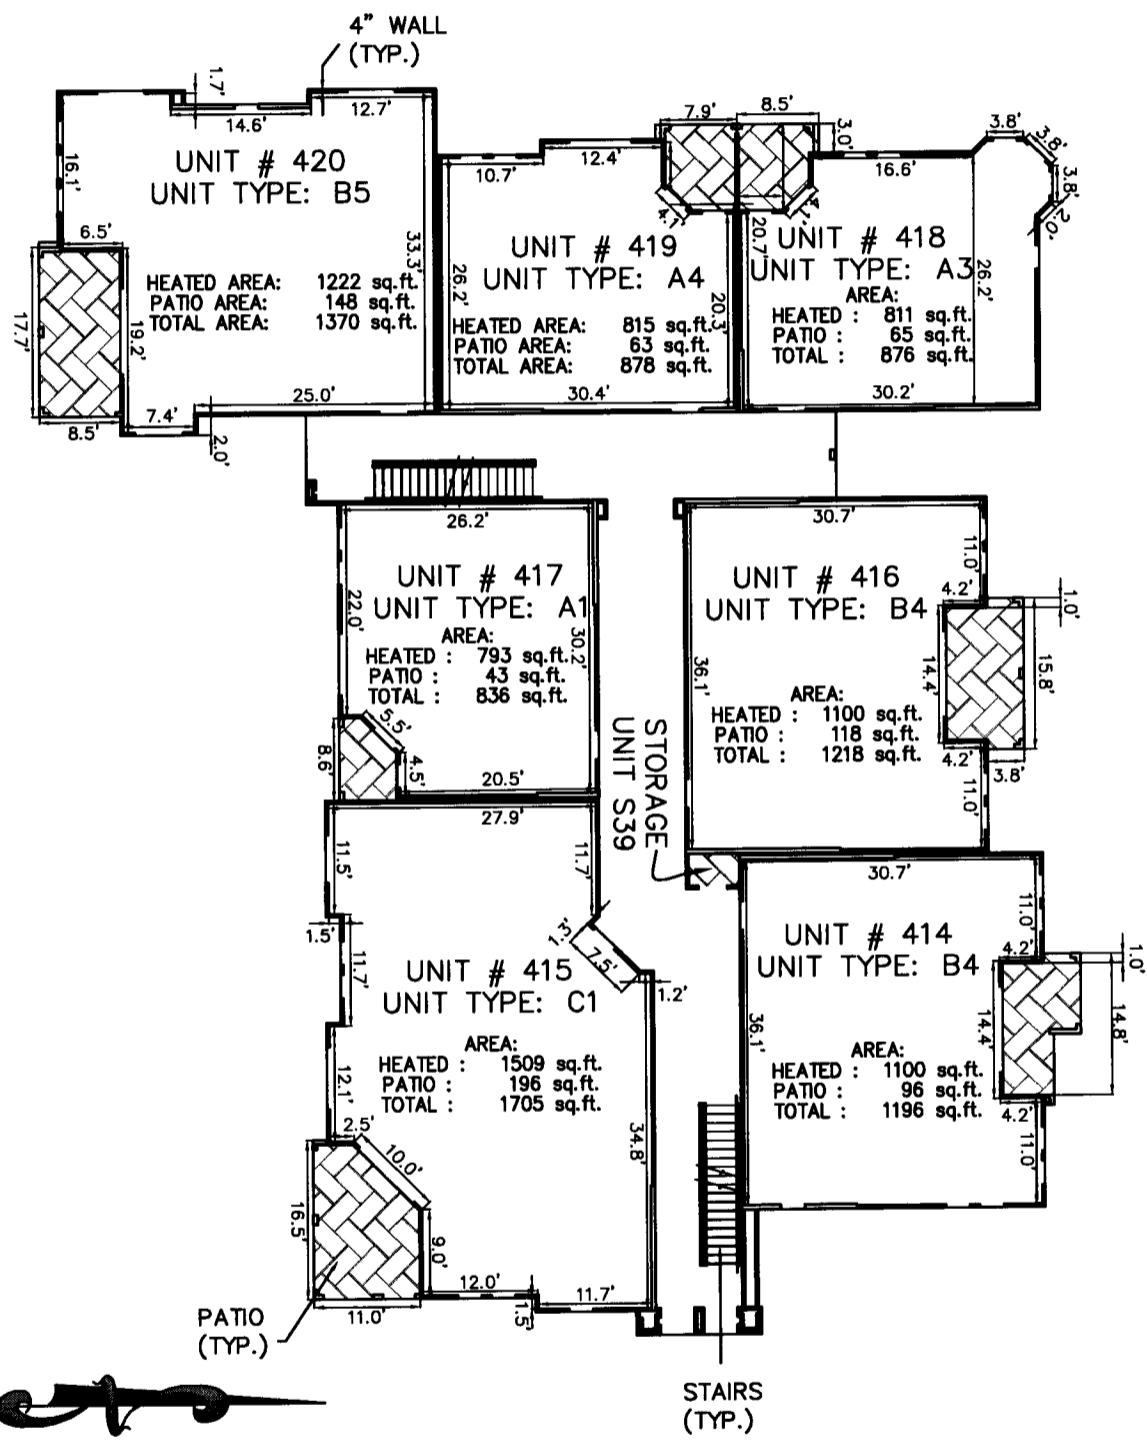 4" WALL
(TYP.)
1.7'
14.6'
12.7'
16.1'
UNIT # 420
UNIT TYPE: B5
6.5'
33.3'
HEATED AREA: 1222 sq.ft.
PATIO AREA: 148 sq.ft.
TOTAL AREA: 1370 sq.ft.
17.7'
19.2'
25.0'
7.4'
8.5'
2.0'
7.9'
12.4'
10.7'
4.1'
UNIT # 419
UNIT TYPE: A4
26.2'
20.3'
HEATED AREA: 815 sq.ft.
PATIO AREA: 63 sq.ft.
TOTAL AREA: 878 sq.ft.
30.4'
8.5'
3.0'
16.6'
3.8'
3.8'
3.8'
2.0'
20.7'
UNIT # 418
UNIT TYPE: A3
26.2'
AREA:
HEATED : 811 sq.ft.
PATIO : 65 sq.ft.
TOTAL : 876 sq.ft.
30.2'
26.2'
UNIT # 417
UNIT TYPE: A1
22.0'
30.2'
AREA:
HEATED : 793 sq.ft.
PATIO : 43 sq.ft.
TOTAL : 836 sq.ft.
5.5'
8.6'
4.5'
20.5'
30.7'
11.0'
UNIT # 416
UNIT TYPE: B4
4.2'
1.0'
36.1'
14.4'
15.8'
AREA:
HEATED : 1100 sq.ft.
PATIO : 118 sq.ft.
TOTAL : 1218 sq.ft.
4.2'
3.8'
11.0'
STORAGE
UNIT S39
27.9'
11.5'
11.7'
1.5'
11.7'
1.3'
7.5'
1.2'
UNIT # 415
UNIT TYPE: C1
AREA:
HEATED : 1509 sq.ft.
PATIO : 196 sq.ft.
TOTAL : 1705 sq.ft.
12.1'
34.8'
2.5'
10.0'
16.5'
9.0'
12.0'
11.7'
11.0'
1.5'
30.7'
11.0'
UNIT # 414
UNIT TYPE: B4
4.2'
1.0'
36.1'
14.4'
14.8'
AREA:
HEATED : 1100 sq.ft.
PATIO : 96 sq.ft.
TOTAL : 1196 sq.ft.
4.2'
11.0'
PATIO
(TYP.)
STAIRS
(TYP.)